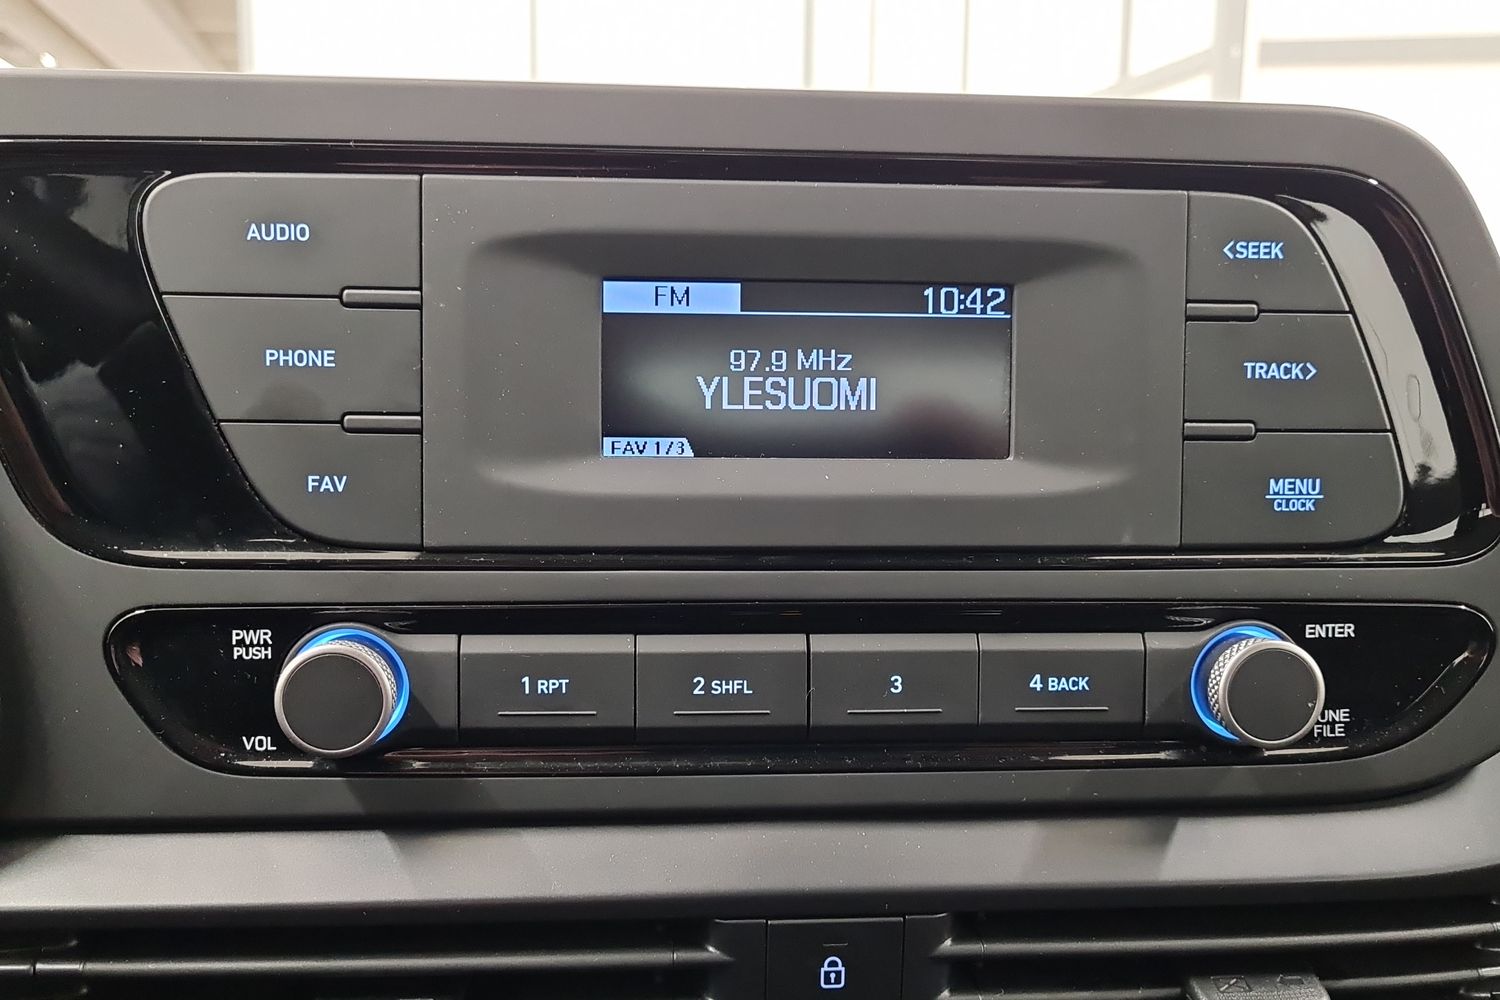 AUDIO
PHONE
FAV
FM 10:42
97.9 MHz
YLESUOMI
FAV 1/3
<SEEK
TRACK>
MENU
CLOCK
PWR
PUSH
VOL
1 RPT
2 SHFL
3
4 BACK
ENTER
FILE